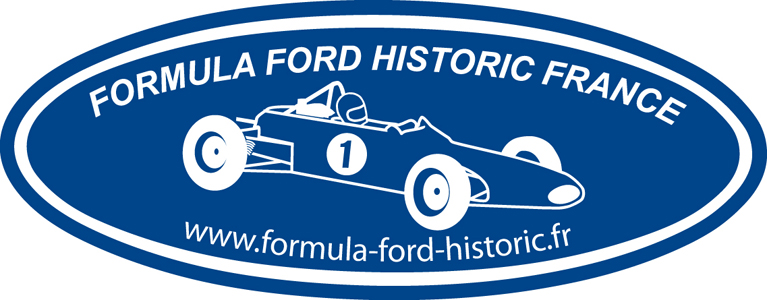 FORMULA FORD HISTORIC FRANCE
1
www.formula-ford-historic.fr